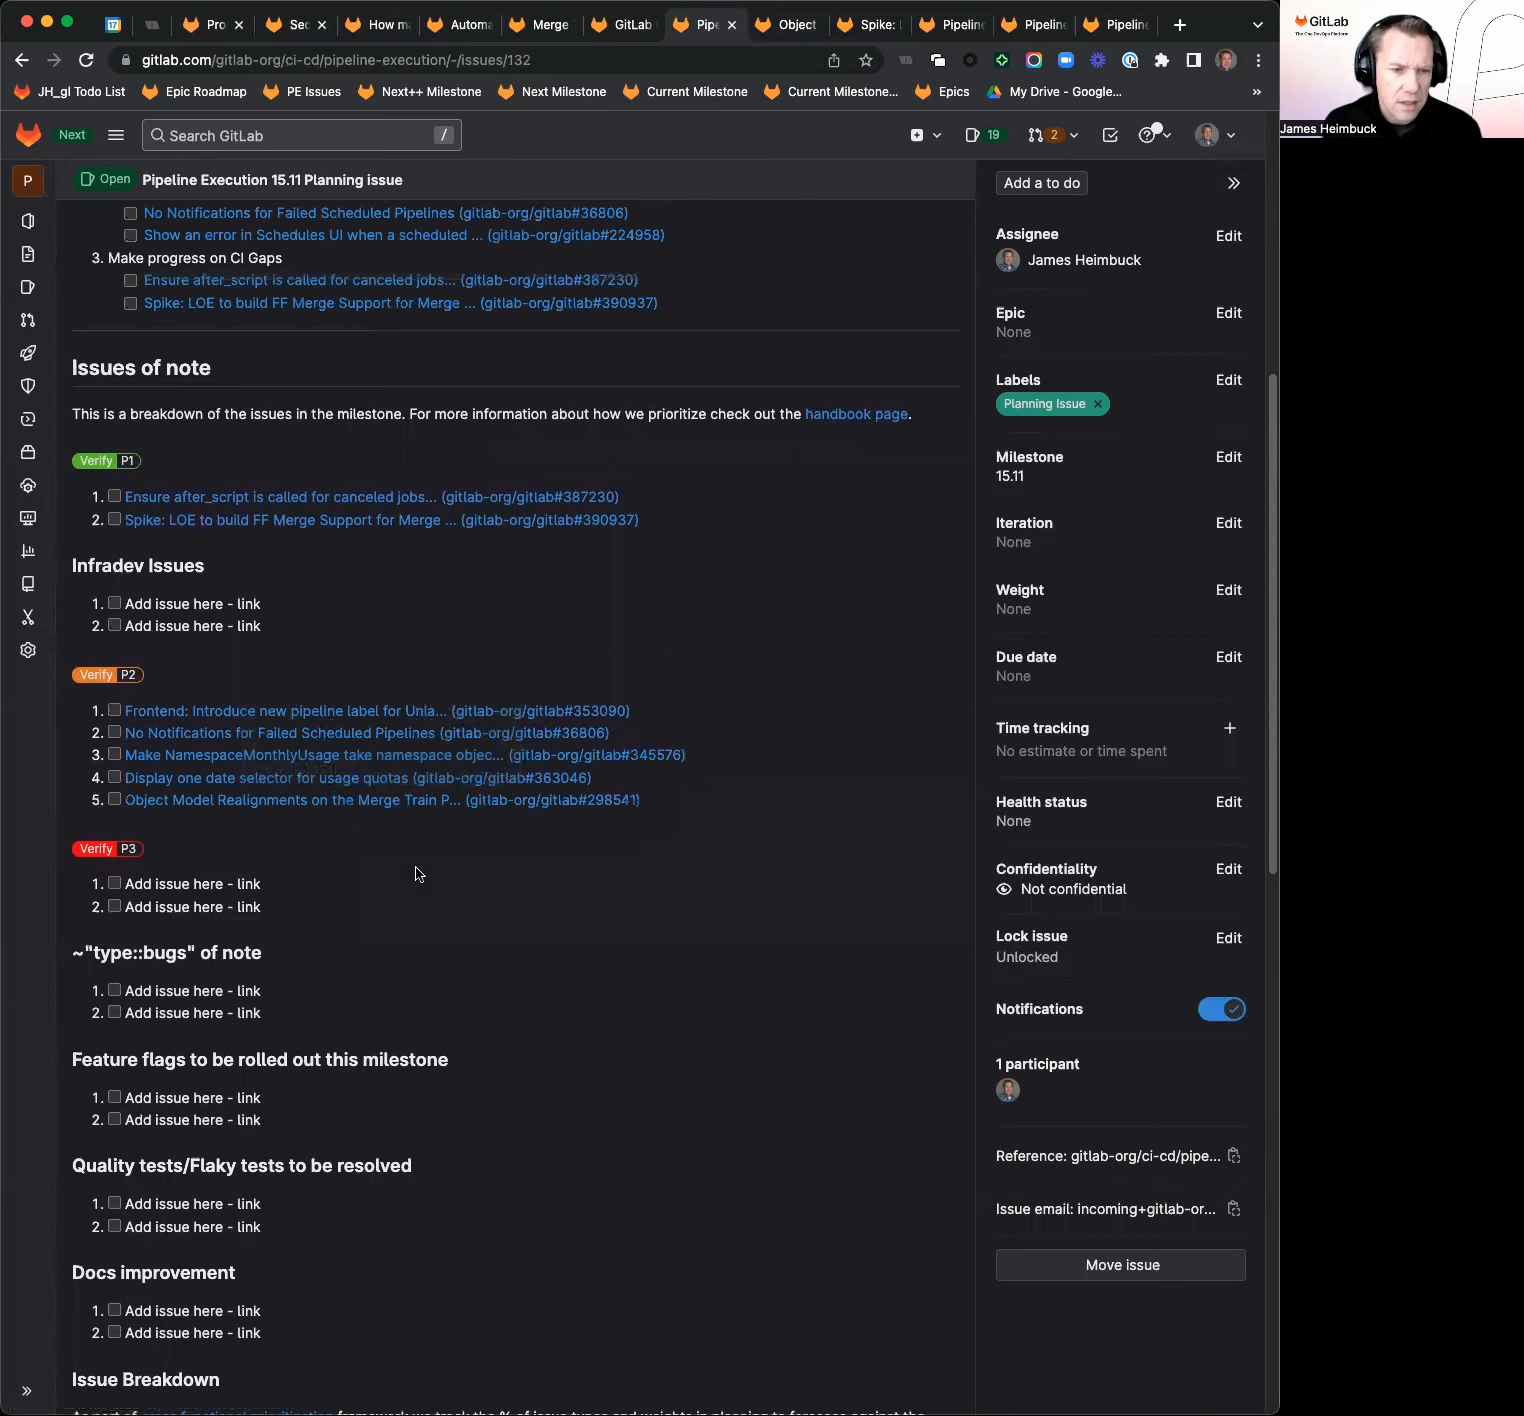 17
Pro
Sec
How m
Automa
Merge
GitLab
Pipe
Object
Spike:
Pipelin
Pipelin
Pipelin
gitlab.com/gitlab-org/ci-cd/pipeline-execution/-/issues/132
JH_gl Todo List
Epic Roadmap
PE Issues
Next++ Milestone
Next Milestone
Current Milestone
Current Milestone...
Epics
My Drive - Google...
Next
Search GitLab
/
19
2
P
Open
Pipeline Execution 15.11 Planning issue
No Notifications for Failed Scheduled Pipelines (gitlab-org/gitlab#36806)
Show an error in Schedules UI when a scheduled ... (gitlab-org/gitlab#224958)
3. Make progress on CI Gaps
Ensure after_script is called for canceled jobs... (gitlab-org/gitlab#387230)
Spike: LOE to build FF Merge Support for Merge ... (gitlab-org/gitlab#390937)
Issues of note
This is a breakdown of the issues in the milestone. For more information about how we prioritize check out the handbook page.
Verify P1
1. Ensure after_script is called for canceled jobs... (gitlab-org/gitlab#387230)
2. Spike: LOE to build FF Merge Support for Merge ... (gitlab-org/gitlab#390937)
Infradev Issues
1. Add issue here - link
2. Add issue here - link
Verify P2
1. Frontend: Introduce new pipeline label for Unla... (gitlab-org/gitlab#353090)
2. No Notifications for Failed Scheduled Pipelines (gitlab-org/gitlab#36806)
3. Make NamespaceMonthlyUsage take namespace objec... (gitlab-org/gitlab#345576)
4. Display one date selector for usage quotas (gitlab-org/gitlab#363046)
5. Object Model Realignments on the Merge Train P... (gitlab-org/gitlab#298541)
Verify P3
1. Add issue here - link
2. Add issue here - link
~"type::bugs" of note
1. Add issue here - link
2. Add issue here - link
Feature flags to be rolled out this milestone
1. Add issue here - link
2. Add issue here - link
Quality tests/Flaky tests to be resolved
1. Add issue here - link
2. Add issue here - link
Docs improvement
1. Add issue here - link
2. Add issue here - link
Issue Breakdown
Add a to do
Assignee
Edit
James Heimbuck
Epic
Edit
None
Labels
Edit
Planning Issue
Milestone
Edit
15.11
Iteration
Edit
None
Weight
Edit
None
Due date
Edit
None
Time tracking
No estimate or time spent
Health status
Edit
None
Confidentiality
Edit
Not confidential
Lock issue
Edit
Unlocked
Notifications
1 participant
Reference: gitlab-org/ci-cd/pipe...
Issue email: incoming+gitlab-or...
Move issue
GitLab
The One DevOps Platform
James Heimbuck